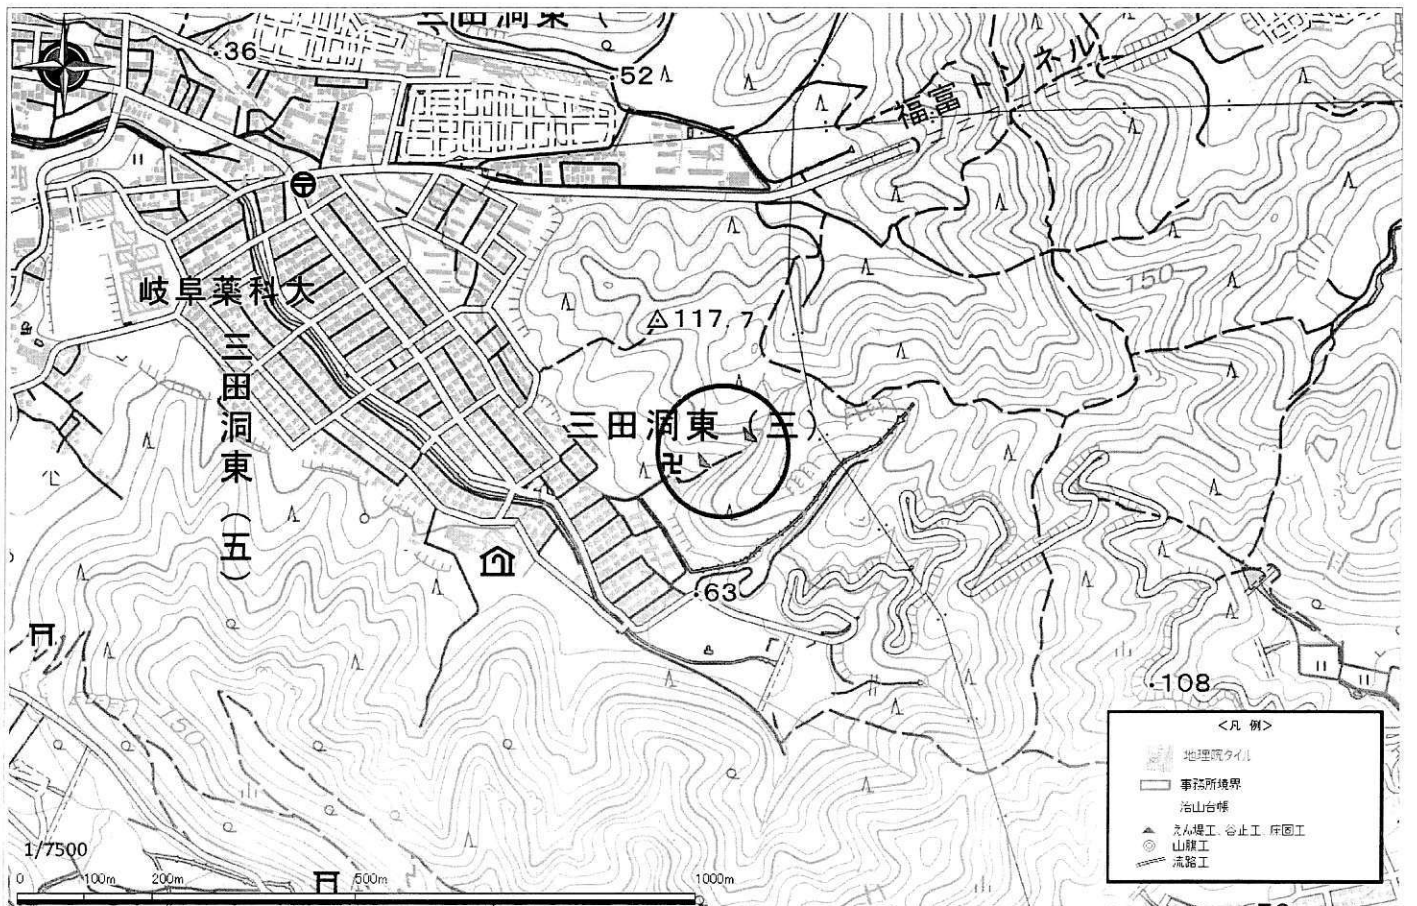 三田洞東
36
52
福富トンネル
岐阜薬科大
150
117.7
三田洞東(三)
三田洞東(五)
63
108
150
<凡 例>
地理院タイル
事務所境界
治山台帳
えん堤工、谷止工、床固工
山腹工
流路工
1/7500
0 100m 200m 500m 1000m